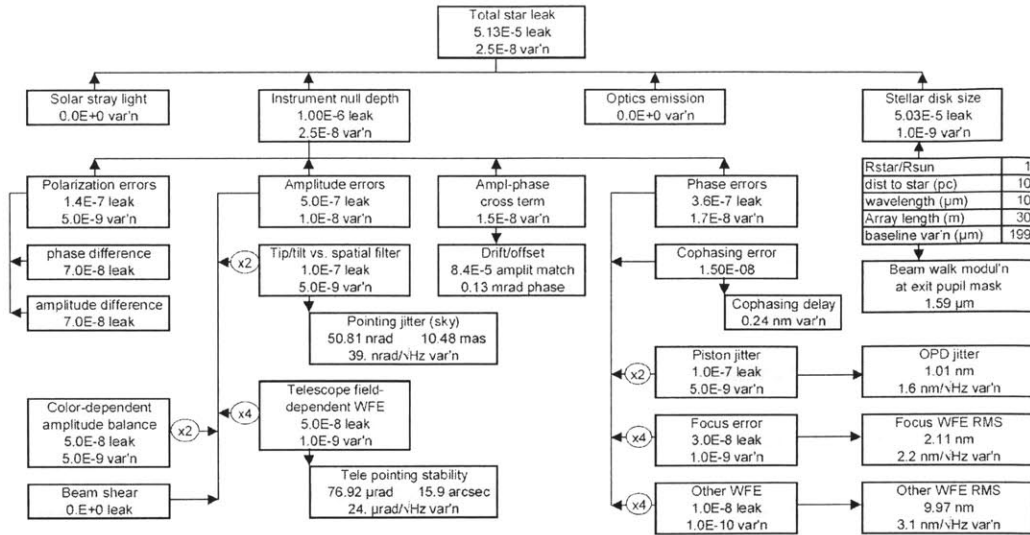 Total star leak
5.13E-5 leak
2.5E-8 var'n
Solar stray light
0.0E+0 var'n
Instrument null depth
1.00E-6 leak
2.5E-8 var'n
Optics emission
0.0E+0 var'n
Stellar disk size
5.03E-5 leak
1.0E-9 var'n
Rstar/Rsun 1
dist to star (pc) 10
wavelength (µm) 10
Array length (m) 30
baseline var'n (µm) 199
Beam walk modul'n
at exit pupil mask
1.59 µm
Polarization errors
1.4E-7 leak
5.0E-9 var'n
phase difference
7.0E-8 leak
amplitude difference
7.0E-8 leak
Amplitude errors
5.0E-7 leak
1.0E-8 var'n
x2
Tip/tilt vs. spatial filter
1.0E-7 leak
5.0E-9 var'n
Pointing jitter (sky)
50.81 nrad 10.48 mas
39. nrad/√Hz var'n
Color-dependent
amplitude balance
5.0E-8 leak
5.0E-9 var'n
x2
x4
Telescope field-
dependent WFE
5.0E-8 leak
1.0E-9 var'n
Tele pointing stability
76.92 µrad 15.9 arcsec
24. µrad/√Hz var'n
Beam shear
0.E+0 leak
Ampl-phase
cross term
1.5E-8 var'n
Drift/offset
8.4E-5 amplit match
0.13 mrad phase
Phase errors
3.6E-7 leak
1.7E-8 var'n
Cophasing error
1.50E-08
Cophasing delay
0.24 nm var'n
x2
Piston jitter
1.0E-7 leak
5.0E-9 var'n
OPD jitter
1.01 nm
1.6 nm/√Hz var'n
x4
Focus error
3.0E-8 leak
1.0E-9 var'n
Focus WFE RMS
2.11 nm
2.2 nm/√Hz var'n
x4
Other WFE
1.0E-8 leak
1.0E-10 var'n
Other WFE RMS
9.97 nm
3.1 nm/√Hz var'n